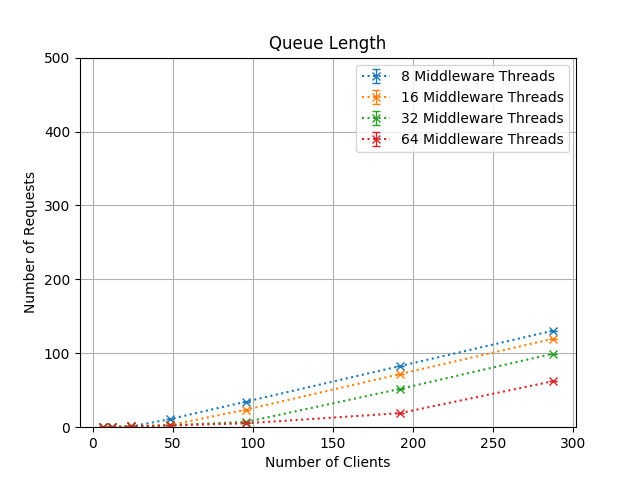 Queue Length
500
400
300
200
100
0
Number of Requests
8 Middleware Threads
16 Middleware Threads
32 Middleware Threads
64 Middleware Threads
0 50 100 150 200 250 300
Number of Clients